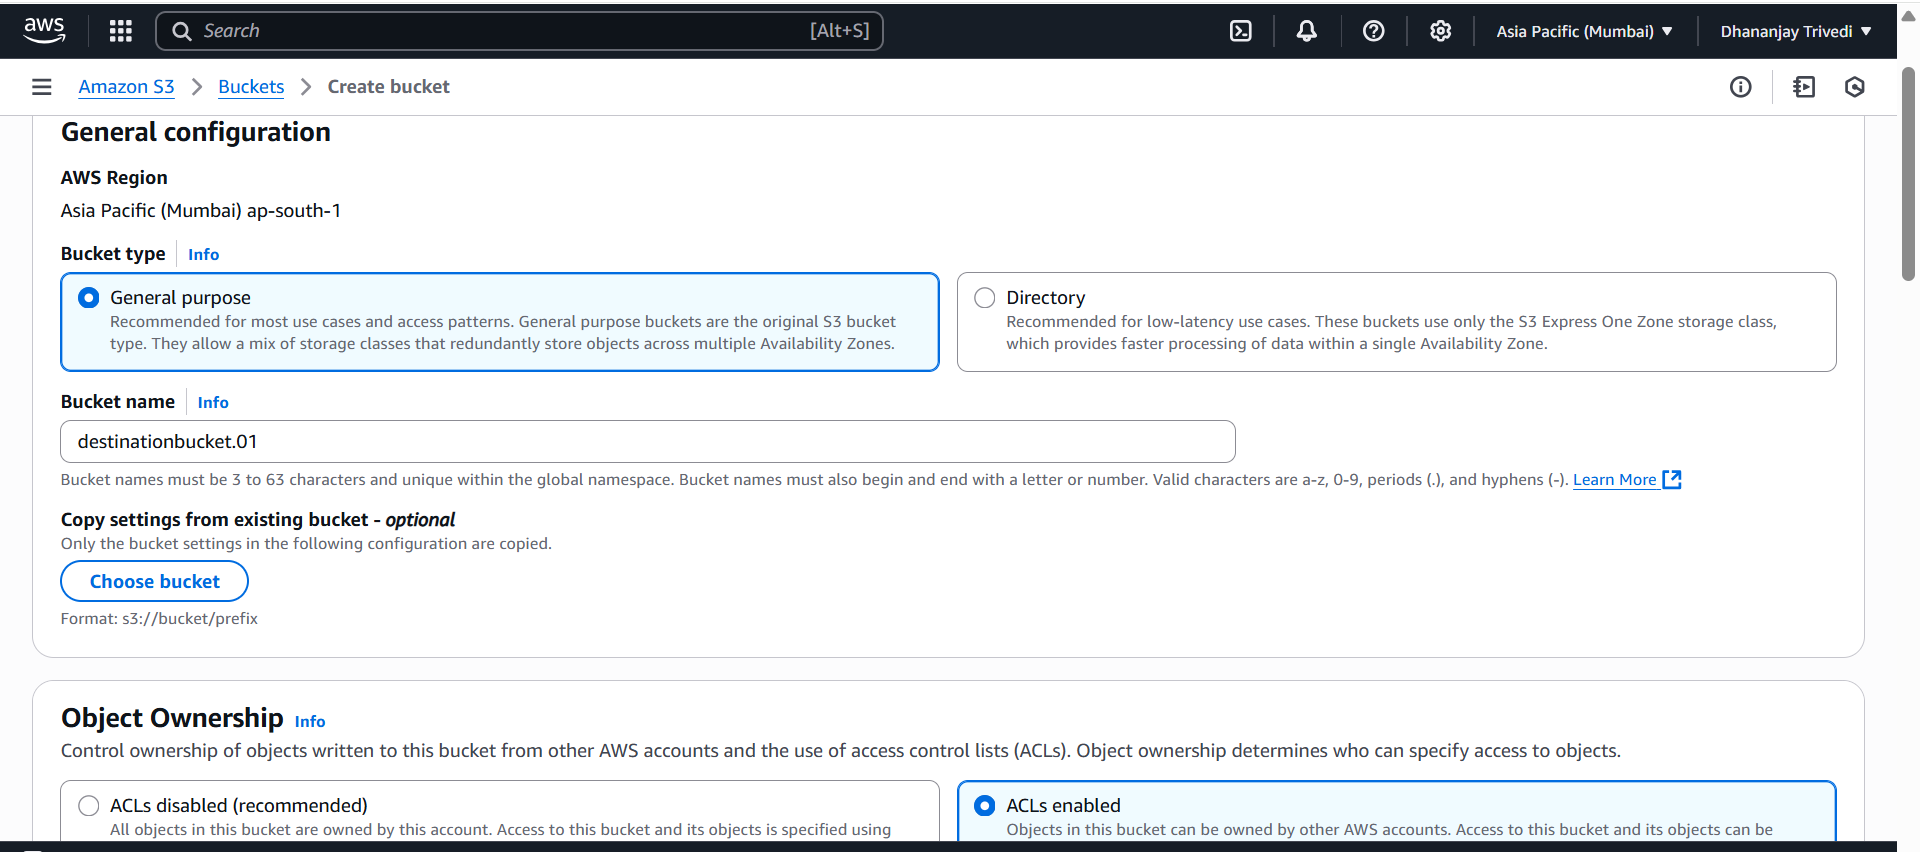 aws
Search
[Alt+S]
Asia Pacific (Mumbai)
Dhananjay Trivedi
Amazon S3
Buckets
Create bucket
General configuration
AWS Region
Asia Pacific (Mumbai) ap-south-1
Bucket type
Info
General purpose
Recommended for most use cases and access patterns. General purpose buckets are the original S3 bucket
type. They allow a mix of storage classes that redundantly store objects across multiple Availability Zones.
Directory
Recommended for low-latency use cases. These buckets use only the S3 Express One Zone storage class,
which provides faster processing of data within a single Availability Zone.
Bucket name
Info
destinationbucket.01
Bucket names must be 3 to 63 characters and unique within the global namespace. Bucket names must also begin and end with a letter or number. Valid characters are a-z, 0-9, periods (.), and hyphens (-). Learn More
Copy settings from existing bucket - optional
Only the bucket settings in the following configuration are copied.
Choose bucket
Format: s3://bucket/prefix
Object Ownership
Info
Control ownership of objects written to this bucket from other AWS accounts and the use of access control lists (ACLs). Object ownership determines who can specify access to objects.
ACLs disabled (recommended)
All objects in this bucket are owned by this account. Access to this bucket and its objects is specified using
ACLs enabled
Objects in this bucket can be owned by other AWS accounts. Access to this bucket and its objects can be